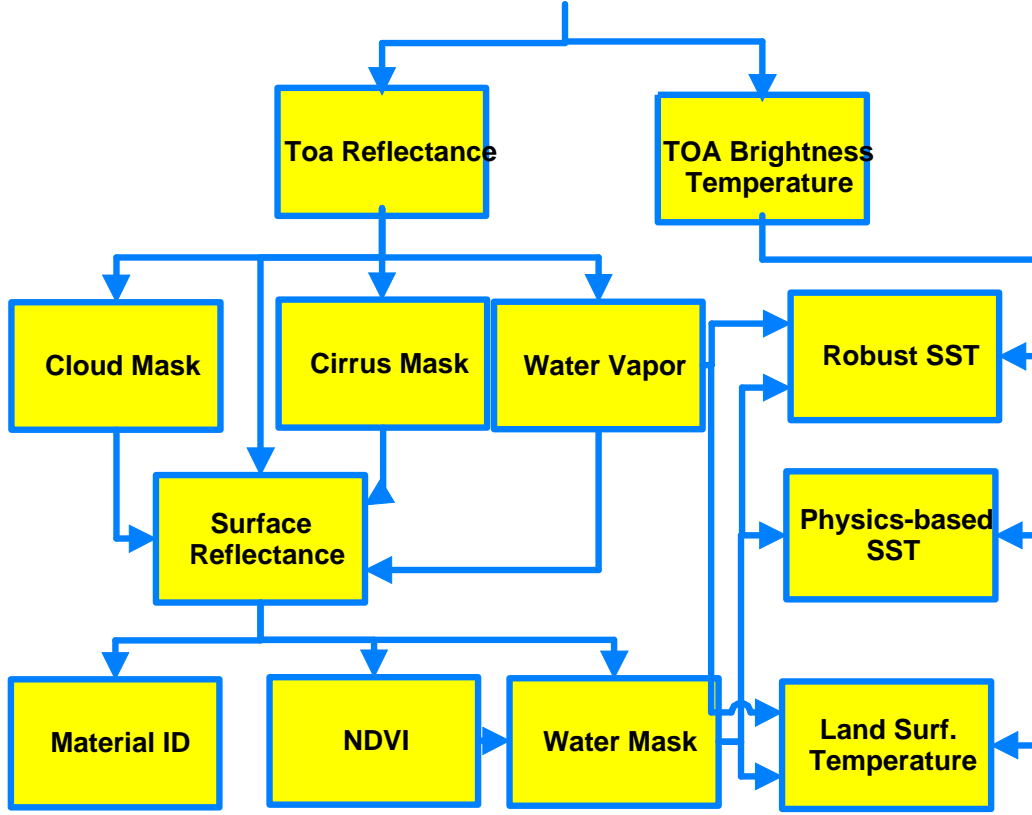 Toa Reflectance
TOA Brightness
Temperature
Cloud Mask
Cirrus Mask
Water Vapor
Robust SST
Surface
Reflectance
Physics-based
SST
Material ID
NDVI
Water Mask
Land Surf.
Temperature